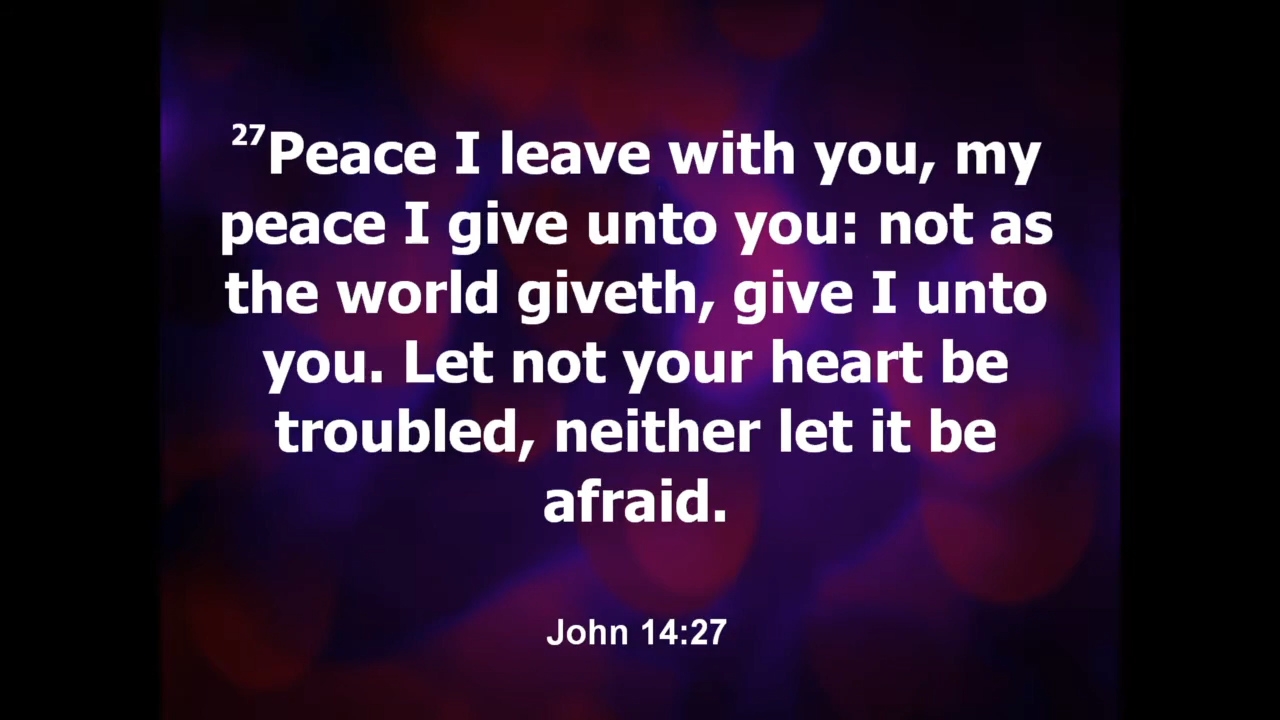 27Peace I leave with you, my
peace I give unto you: not as
the world giveth, give I unto
you. Let not your heart be
troubled, neither let it be
afraid.
John 14:27